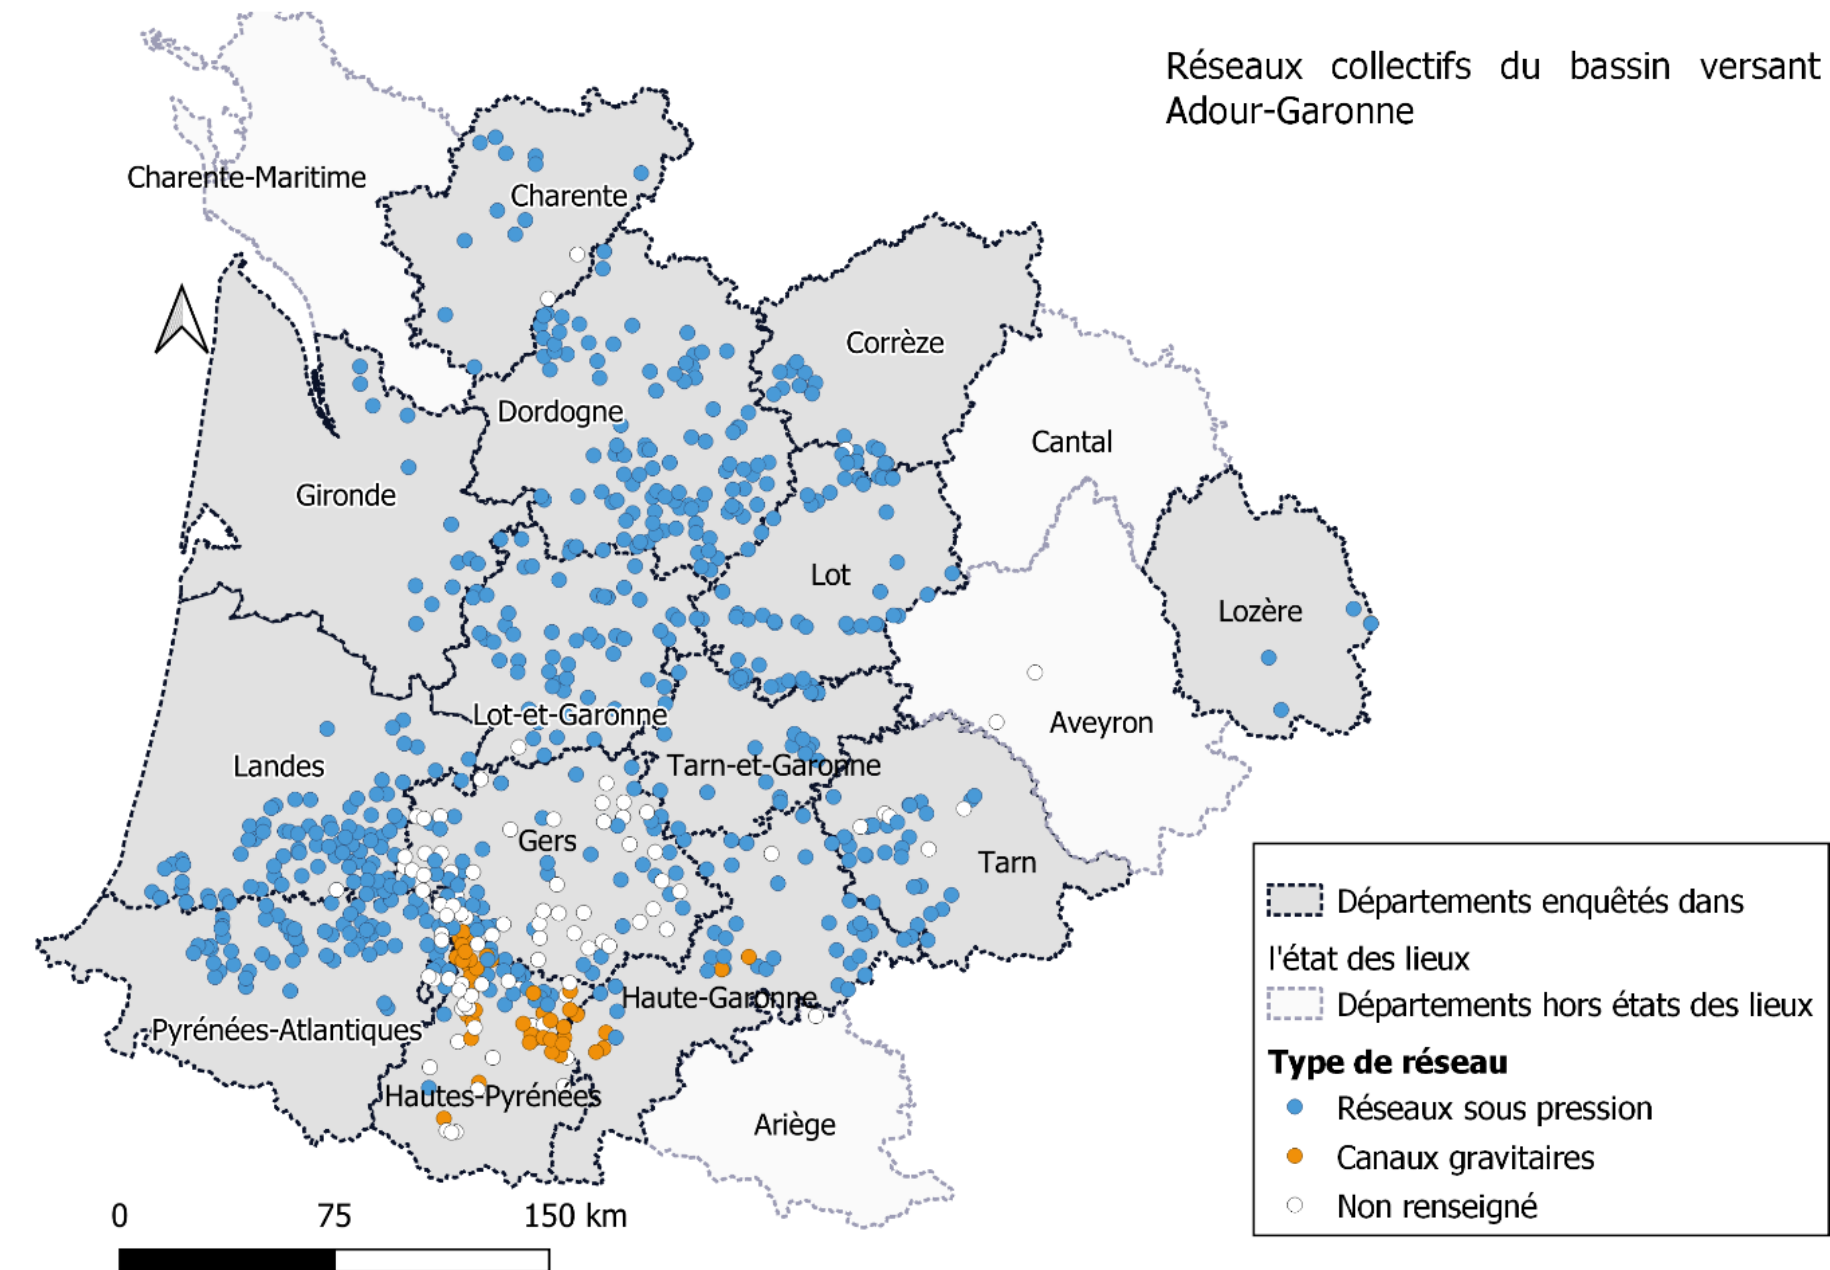 Réseaux collectifs du bassin versant
Adour-Garonne
Charente-Maritime
Charente
Corrèze
Dordogne
Cantal
Gironde
Lot
Lozère
Lot-et-Garonne
Aveyron
Landes
Tarn-et-Garonne
Gers
Tarn
Haute-Garonne
Pyrénées-Atlantiques
Hautes-Pyrénées
Ariège
0 75 150 km
Départements enquêtés dans
l'état des lieux
Départements hors états des lieux
Type de réseau
Réseaux sous pression
Canaux gravitaires
Non renseigné